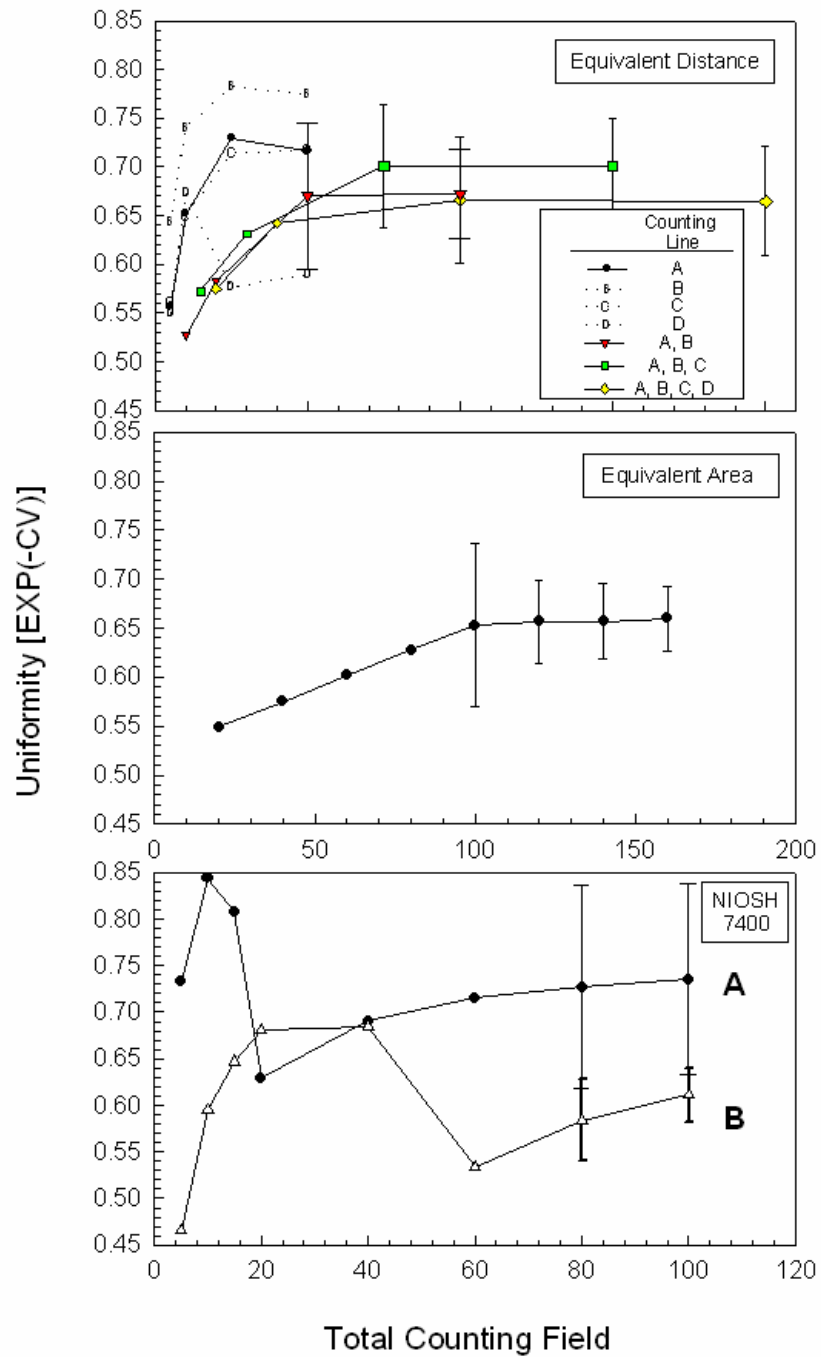 Uniformity [EXP(-CV)]
0.85
0.80
0.75
0.70
0.65
0.60
0.55
0.50
0.45
Equivalent Distance
Counting
Line
A
B
C
D
A, B
A, B, C
A, B, C, D
B
B
B
B
C
C
C
C
D
D
D
D
0.85
0.80
0.75
0.70
0.65
0.60
0.55
0.50
0.45
Equivalent Area
0 50 100 150 200
0.85
0.80
0.75
0.70
0.65
0.60
0.55
0.50
0.45
NIOSH
7400
A
B
0 20 40 60 80 100 120
Total Counting Field